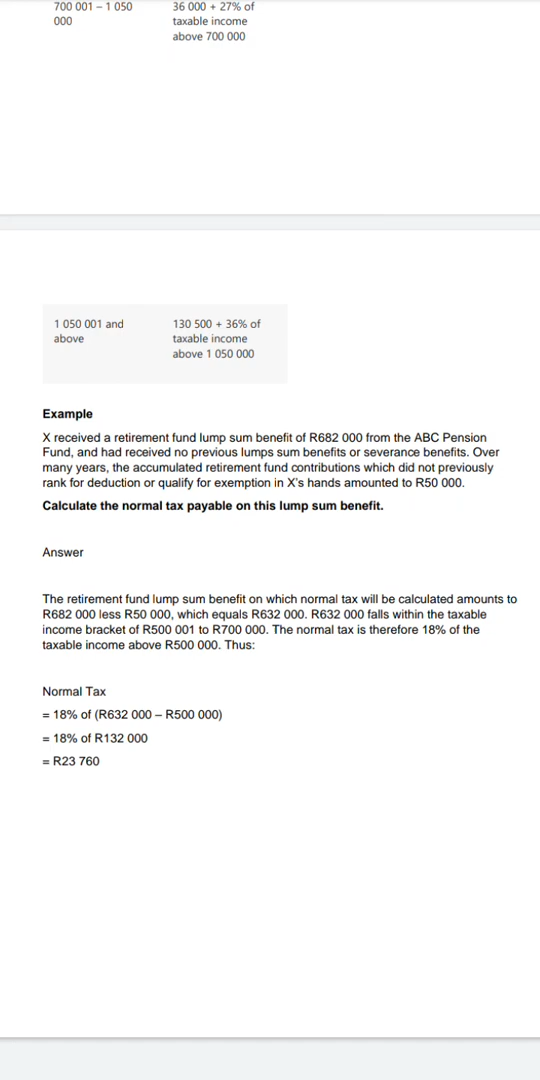 700 001 – 1 050 36 000 + 27% of
000 taxable income
above 700 000
1 050 001 and 130 500 + 36% of
above taxable income
above 1 050 000
Example
X received a retirement fund lump sum benefit of R682 000 from the ABC Pension
Fund, and had received no previous lumps sum benefits or severance benefits. Over
many years, the accumulated retirement fund contributions which did not previously
rank for deduction or qualify for exemption in X's hands amounted to R50 000.
Calculate the normal tax payable on this lump sum benefit.
Answer
The retirement fund lump sum benefit on which normal tax will be calculated amounts to
R682 000 less R50 000, which equals R632 000. R632 000 falls within the taxable
income bracket of R500 001 to R700 000. The normal tax is therefore 18% of the
taxable income above R500 000. Thus:
Normal Tax
= 18% of (R632 000 – R500 000)
= 18% of R132 000
= R23 760